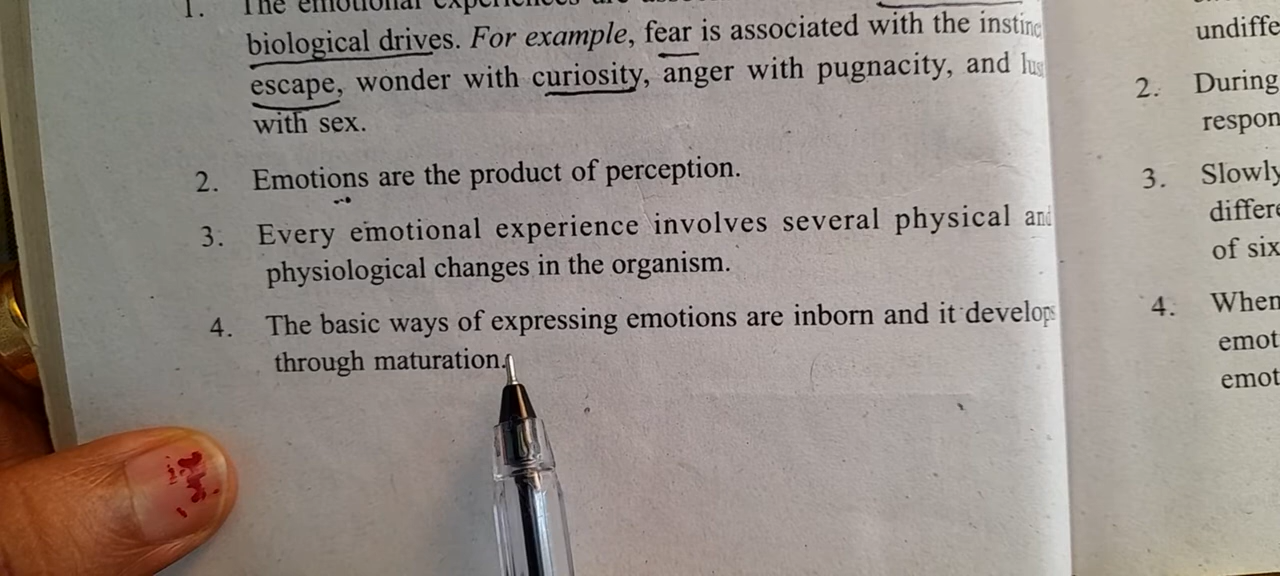 1. The emotional
biological drives. For example, fear is associated with the instinc
escape, wonder with curiosity, anger with pugnacity, and lus
with sex.
2. Emotions are the product of perception.
3. Every emotional experience involves several physical and
physiological changes in the organism.
4. The basic ways of expressing emotions are inborn and it develops
through maturation.
undiffe
2. During
respon
3. Slowly
differe
of six
4. When
emot
emot